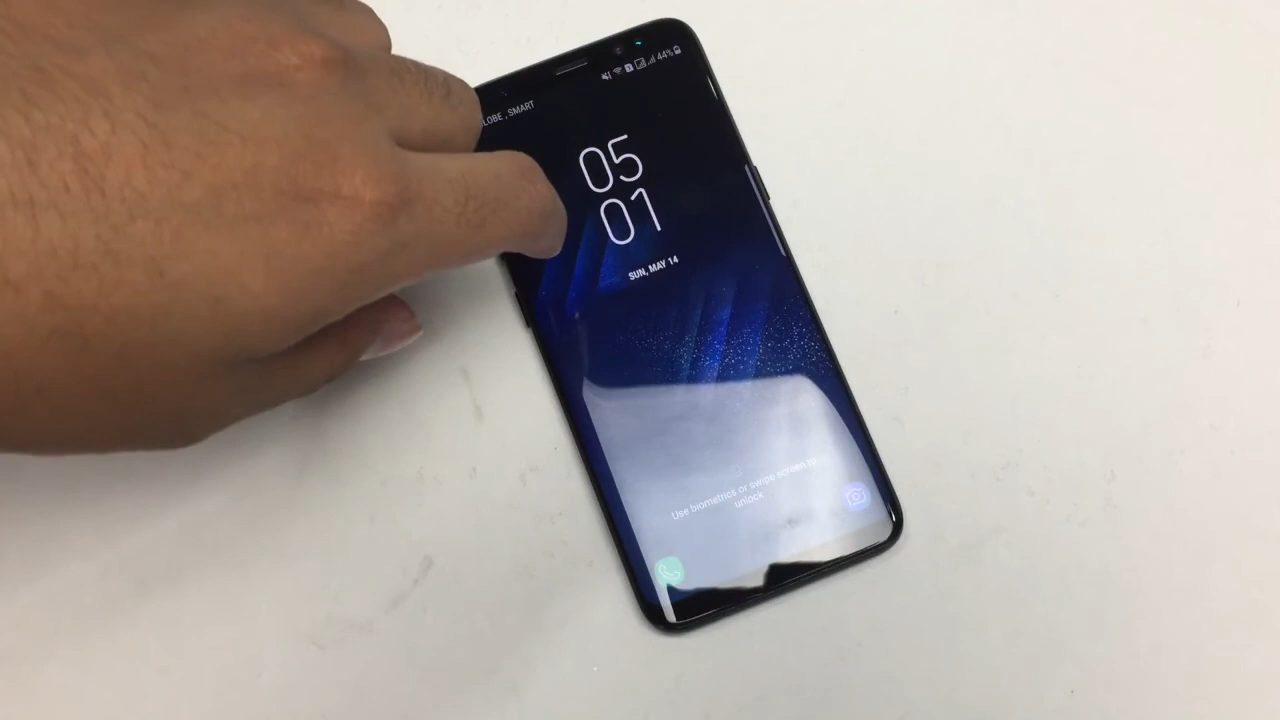 44%
LOBE , SMART
05
01
SUN, MAY 14
Use biometrics or swipe screen to
unlock